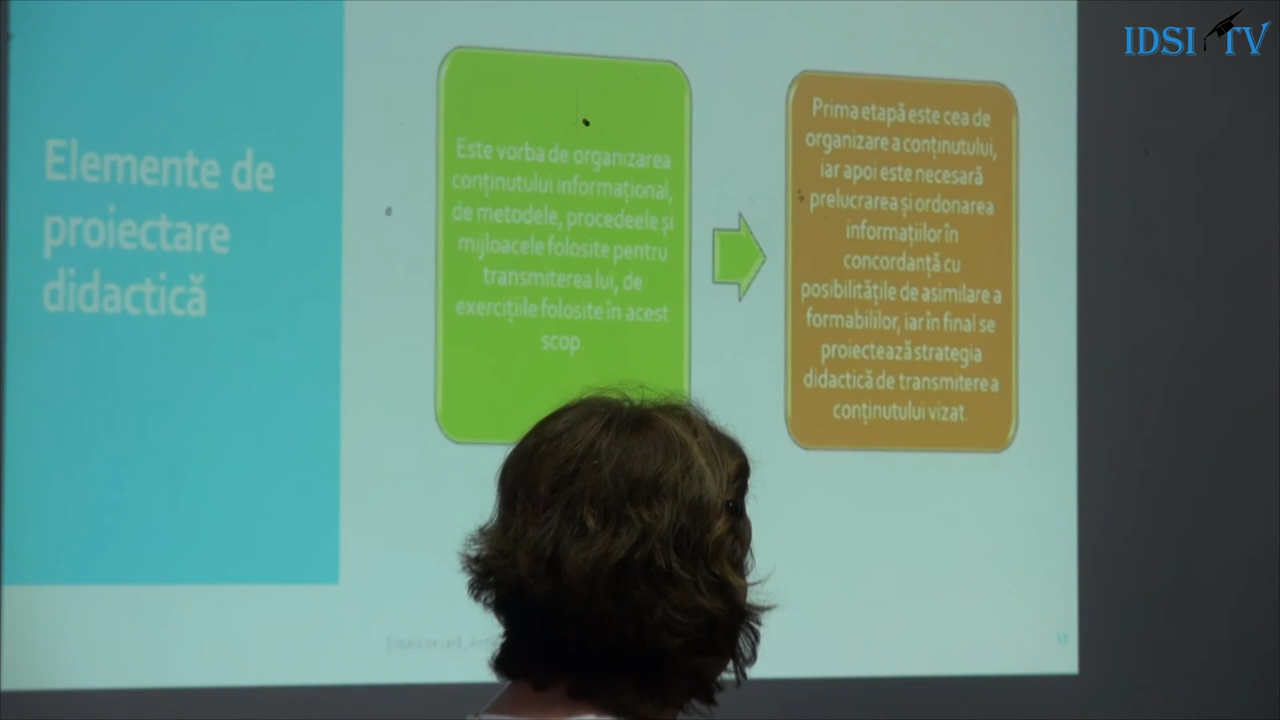 IDSI TV
Elemente de
proiectare
didactică
Este vorba de organizarea
conținutului informațional,
de metodele, procedeele și
mijloacele folosite pentru
transmiterea lui, de
exercițiile folosite în acest
scop.
Prima etapă este cea de
organizare a conținutului,
iar apoi este necesară
prelucrarea și ordonarea
informațiilor în
concordanță cu
posibilitățile de asimilare a
formabililor, iar în final se
proiectează strategia
didactică de transmitere a
conținutului vizat.